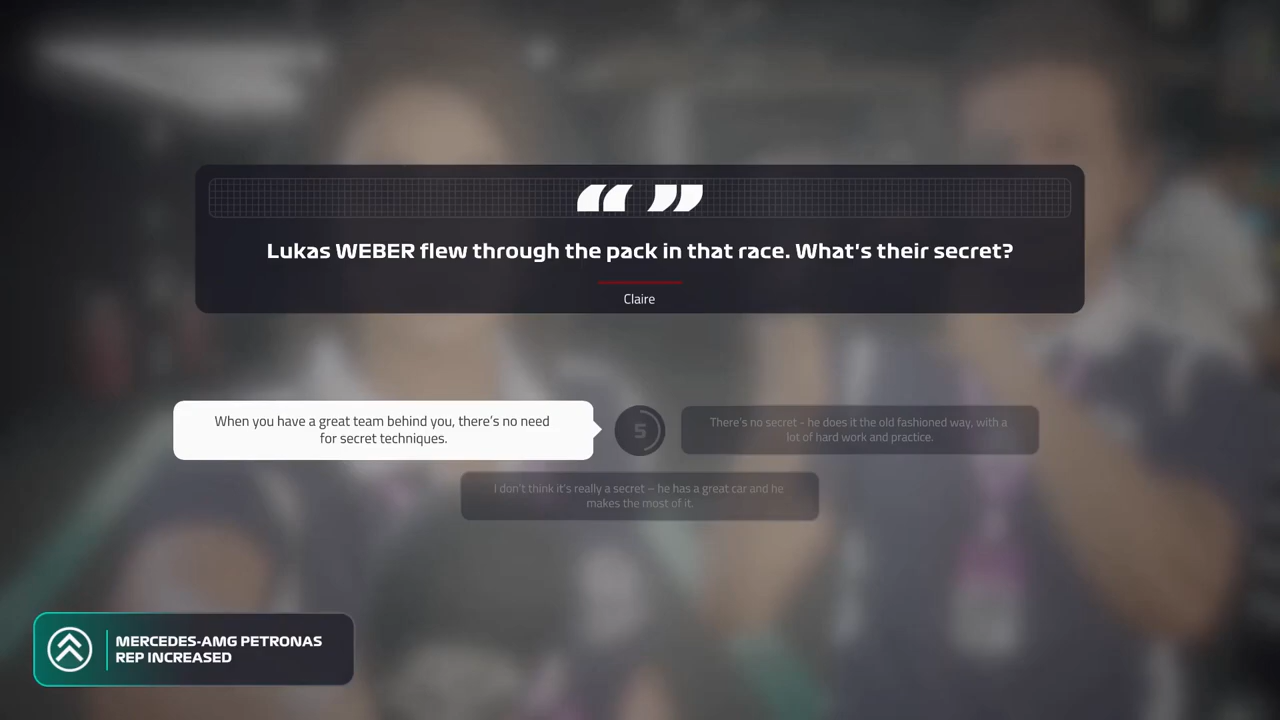 “ ”
Lukas WEBER flew through the pack in that race. What's their secret?
Claire
When you have a great team behind you, there's no need
for secret techniques.
5
There's no secret - he does it the old fashioned way, with a
lot of hard work and practice.
I don't think it's really a secret – he has a great car and he
makes the most of it.
MERCEDES-AMG PETRONAS
REP INCREASED